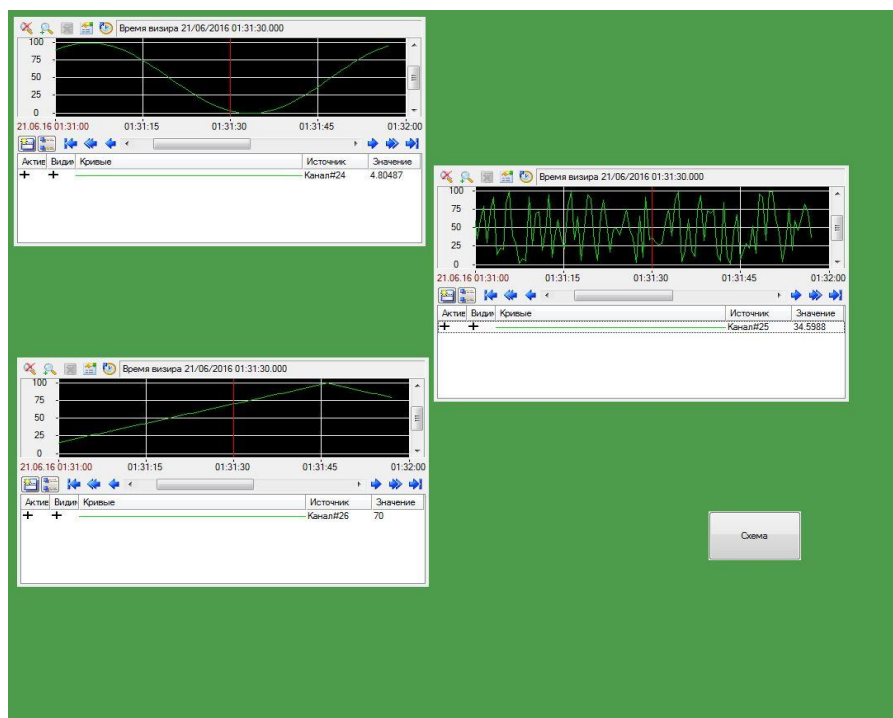 Время визира 21/06/2016 01:31:30.000
100
75
50
25
0
21.06.16 01:31:00 01:31:15 01:31:30 01:31:45 01:32:00
Актив Види Кривые Источник Значение
Канал#24 4.80487
Время визира 21/06/2016 01:31:30.000
100
75
50
25
0
21.06.16 01:31:00 01:31:15 01:31:30 01:31:45 01:32:00
Актив Види Кривые Источник Значение
Канал#25 34.5988
Время визира 21/06/2016 01:31:30.000
100
75
50
25
0
21.06.16 01:31:00 01:31:15 01:31:30 01:31:45 01:32:00
Актив Види Кривые Источник Значение
Канал#26 70
Схема